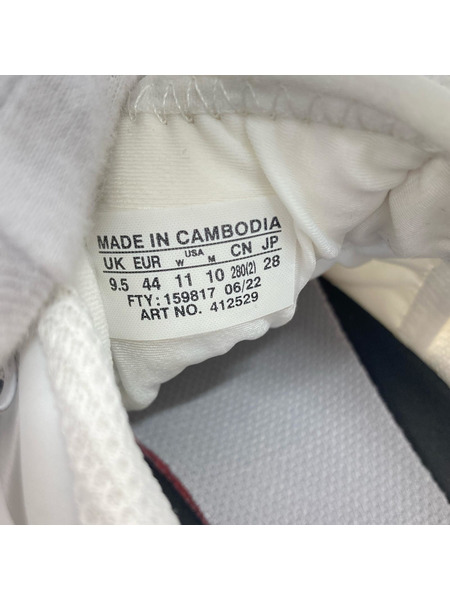 MADE IN CAMBODIA
UK EUR USA W M CN JP
9.5 44 11 10 280(2) 28
FTY: 159817 06/22
ART NO. 412529